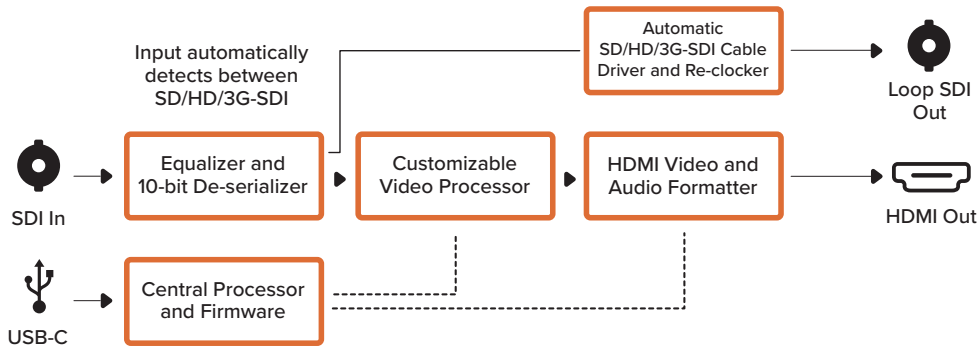 Input automatically
detects between
SD/HD/3G-SDI
Automatic
SD/HD/3G-SDI Cable
Driver and Re-clocker
Loop SDI
Out
SDI In
Equalizer and
10-bit De-serializer
Customizable
Video Processor
HDMI Video and
Audio Formatter
HDMI Out
USB-C
Central Processor
and Firmware